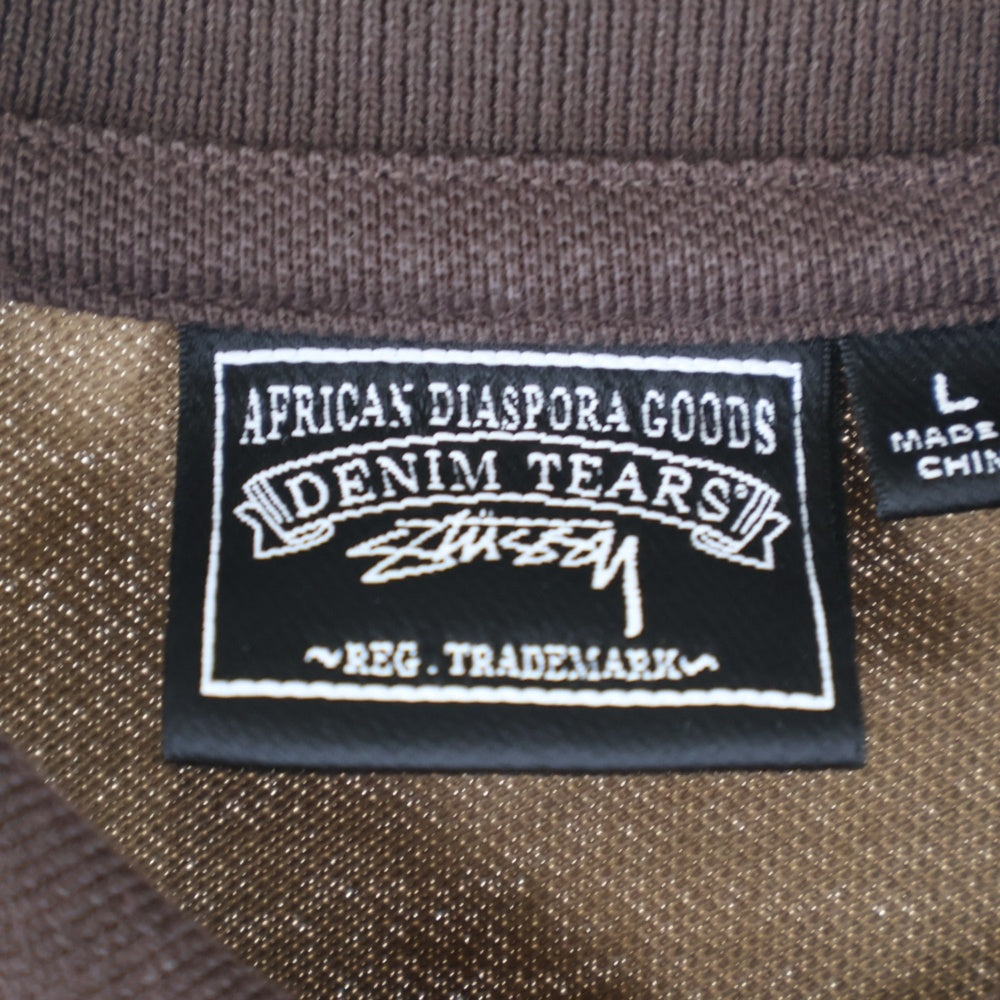 AFRICAN DIASPORA GOODS
DENIM TEARS®
Stüssy
~REG. TRADEMARK~
L
MADE
CHIN